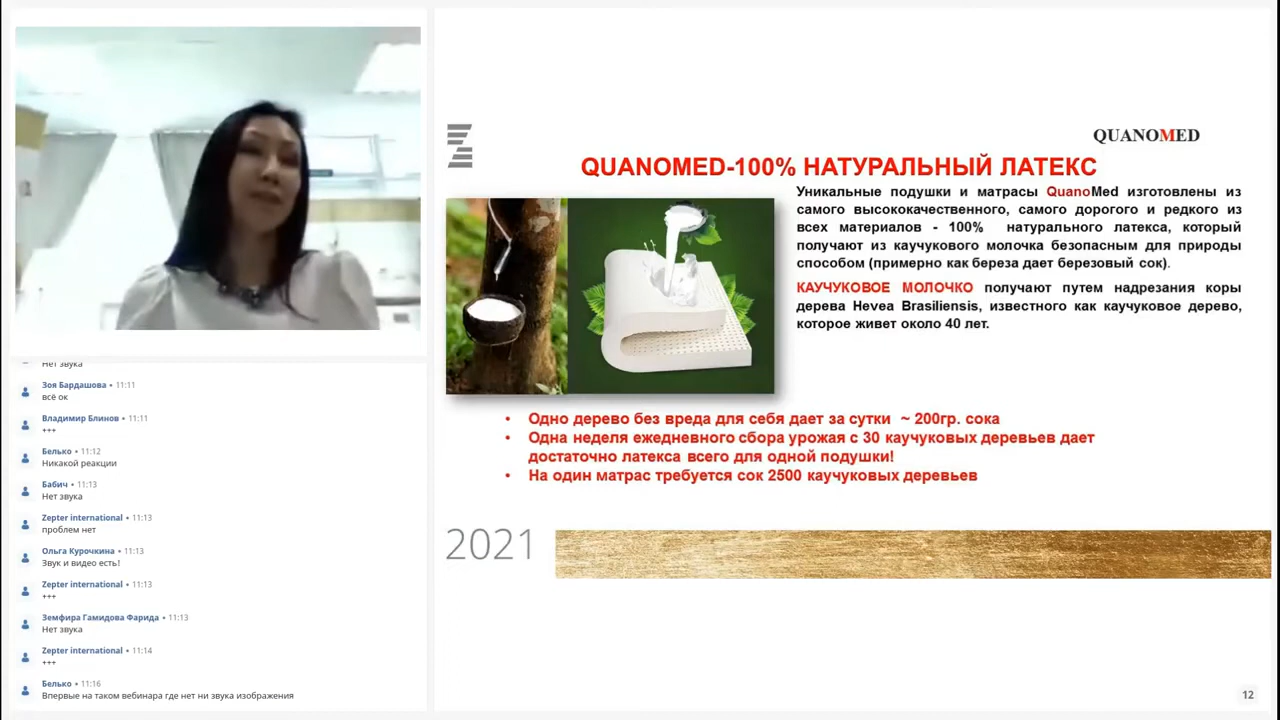 QUANOMED
QUANOMED-100% НАТУРАЛЬНЫЙ ЛАТЕКС
Уникальные подушки и матрасы QuanoMed изготовлены из
самого высококачественного, самого дорогого и редкого из
всех материалов - 100% натурального латекса, который
получают из каучукового молочка безопасным для природы
способом (примерно как береза дает березовый сок).
КАУЧУКОВОЕ МОЛОЧКО получают путем надрезания коры
дерева Hevea Brasiliensis, известного как каучуковое дерево,
которое живет около 40 лет.
• Одно дерево без вреда для себя дает за сутки ~ 200гр. сока
• Одна неделя ежедневного сбора урожая с 30 каучуковых деревьев дает
достаточно латекса всего для одной подушки!
• На один матрас требуется сок 2500 каучуковых деревьев
2021
12
Нет звука
Зоя Бардашова • 11:11
всё ок
Владимир Блинов • 11:11
+++
Белько • 11:12
Никакой реакции
Бабич • 11:13
Нет звука
Zepter international • 11:13
проблем нет
Ольга Курочкина • 11:13
Звук и видео есть!
Zepter international • 11:13
+++
Земфира Гамидова Фарида • 11:13
Нет звука
Zepter international • 11:14
+++
Белько • 11:16
Впервые на таком вебинара где нет ни звука изображения